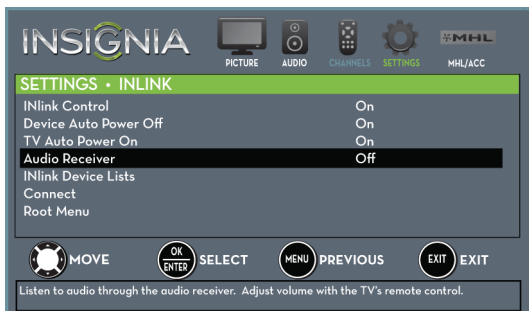 INSIGNIA
PICTURE AUDIO CHANNELS SETTINGS MHL/ACC
MHL
SETTINGS • INLINK
INlink Control On
Device Auto Power Off On
TV Auto Power On On
Audio Receiver Off
INlink Device Lists
Connect
Root Menu
MOVE OK ENTER SELECT MENU PREVIOUS EXIT EXIT
Listen to audio through the audio receiver. Adjust volume with the TV's remote control.